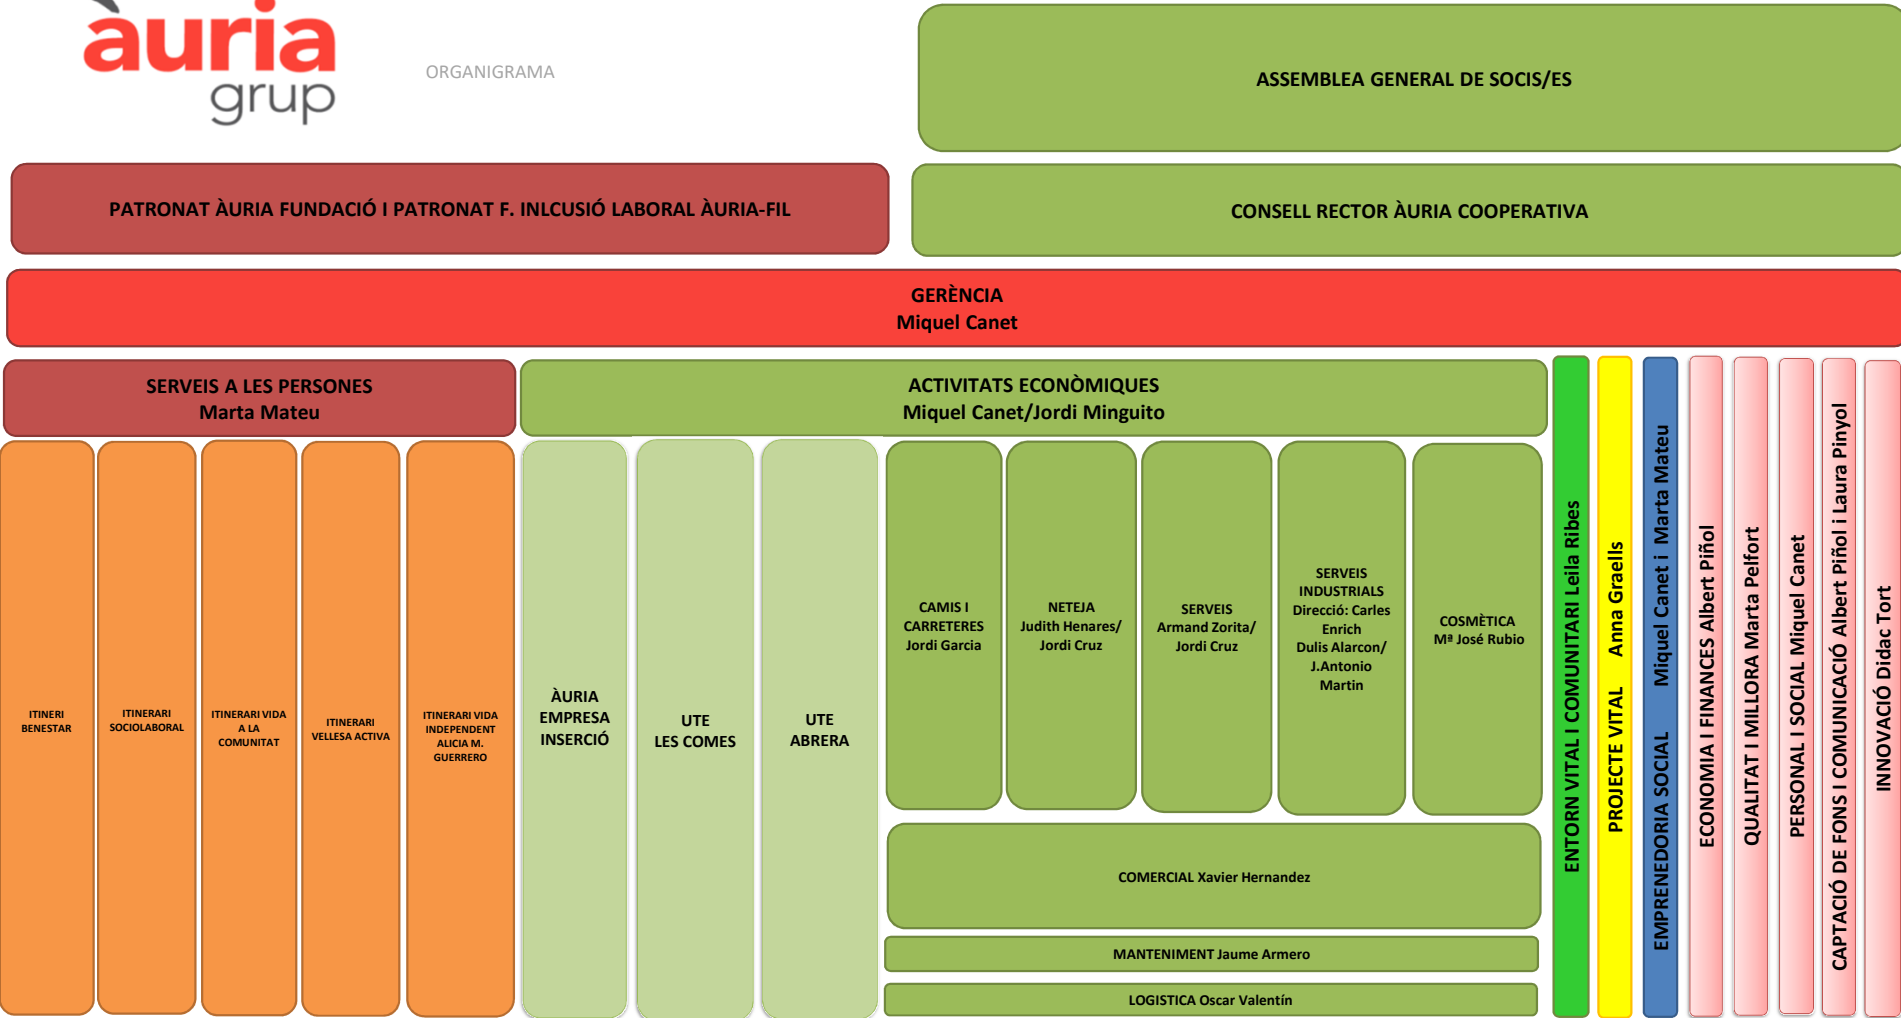 àuria
grup
ORGANIGRAMA
ASSEMBLEA GENERAL DE SOCIS/ES
PATRONAT ÀURIA FUNDACIÓ I PATRONAT F. INLCUSIÓ LABORAL ÀURIA-FIL
CONSELL RECTOR ÀURIA COOPERATIVA
GERÈNCIA
Miquel Canet
SERVEIS A LES PERSONES
Marta Mateu
ACTIVITATS ECONÒMIQUES
Miquel Canet/Jordi Minguito
ITINERI
BENESTAR
ITINERARI
SOCIOLABORAL
ITINERARI VIDA
A LA
COMUNITAT
ITINERARI
VELLESA ACTIVA
ITINERARI VIDA
INDEPENDENT
ALICIA M.
GUERRERO
ÀURIA
EMPRESA
INSERCIÓ
UTE
LES COMES
UTE
ABRERA
CAMIS I
CARRETERES
Jordi Garcia
NETEJA
Judith Henares/
Jordi Cruz
SERVEIS
Armand Zorita/
Jordi Cruz
SERVEIS
INDUSTRIALS
Direcció: Carles
Enrich
Dulis Alarcon/
J.Antonio
Martin
COSMÈTICA
Mª José Rubio
COMERCIAL Xavier Hernandez
MANTENIMENT Jaume Armero
LOGISTICA Oscar Valentín
ENTORN VITAL I COMUNITARI Leila Ribes
PROJECTE VITAL Anna Graells
EMPRENEDORIA SOCIAL Miquel Canet i Marta Mateu
ECONOMIA I FINANCES Albert Piñol
QUALITAT I MILLORA Marta Pelfort
PERSONAL I SOCIAL Miquel Canet
CAPTACIÓ DE FONS I COMUNICACIÓ Albert Piñol i Laura Pinyol
INNOVACIÓ Didac Tort